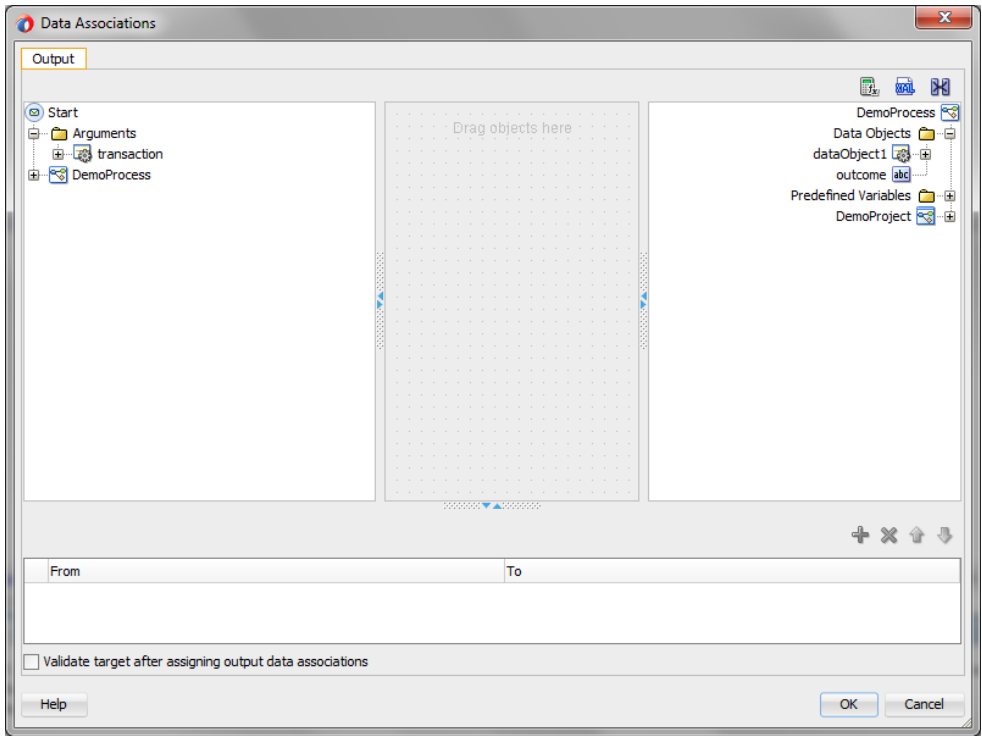 Data Associations
Output
Start
Arguments
transaction
DemoProcess
Drag objects here
DemoProcess
Data Objects
dataObject1
outcome abc
Predefined Variables
DemoProject
From To
Validate target after assigning output data associations
Help OK Cancel